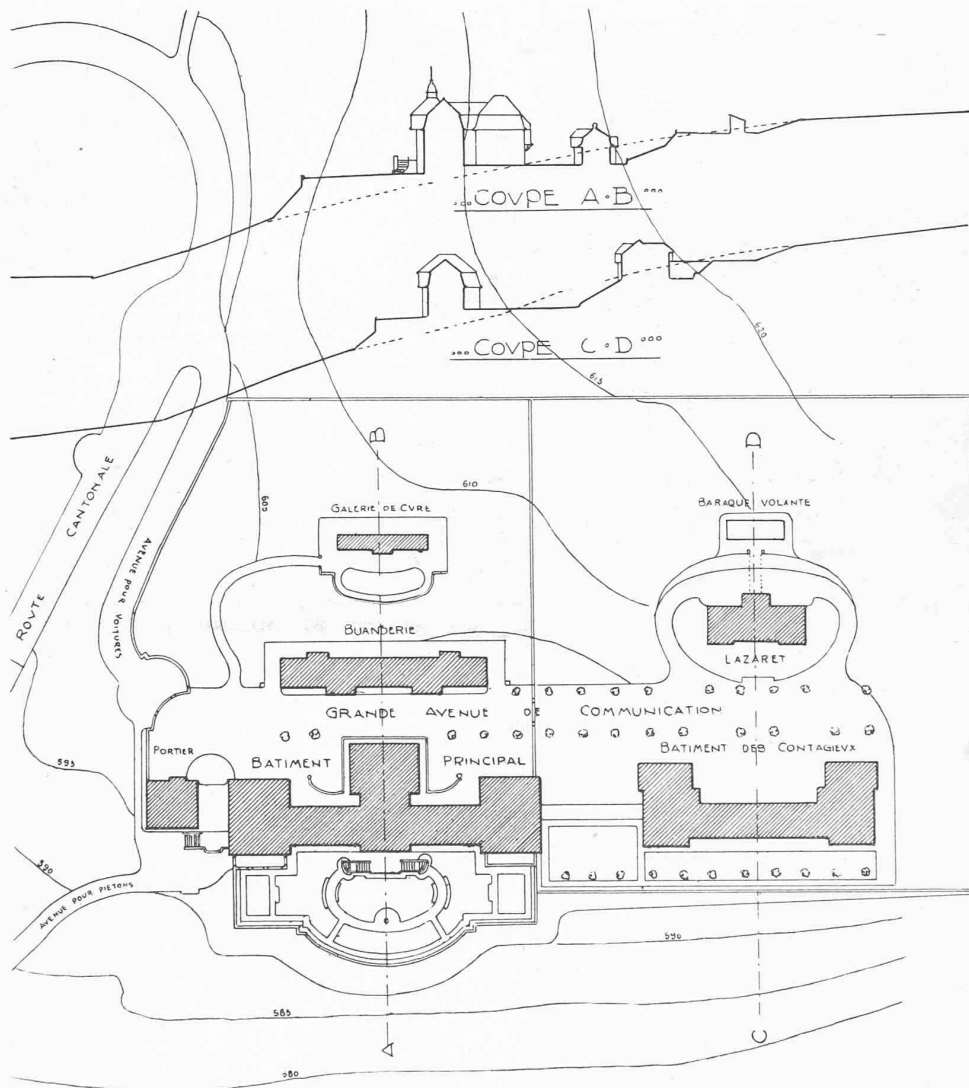 °°° COVPE A·B °°°
°°° COVPE C·D °°°
620
615
ROVTE CANTONALE
AVENUE POUR VOITURES
600
B
D
610
GALERIE DE CVRE
BARAQUE VOLANTE
BUANDERIE
LAZARET
GRANDE AVENUE DE COMMUNICATION
595
PORTIER
BATIMENT PRINCIPAL
BATIMENT DES CONTAGIEVX
590
AVENUE POUR PIETONS
590
585
A
C
580